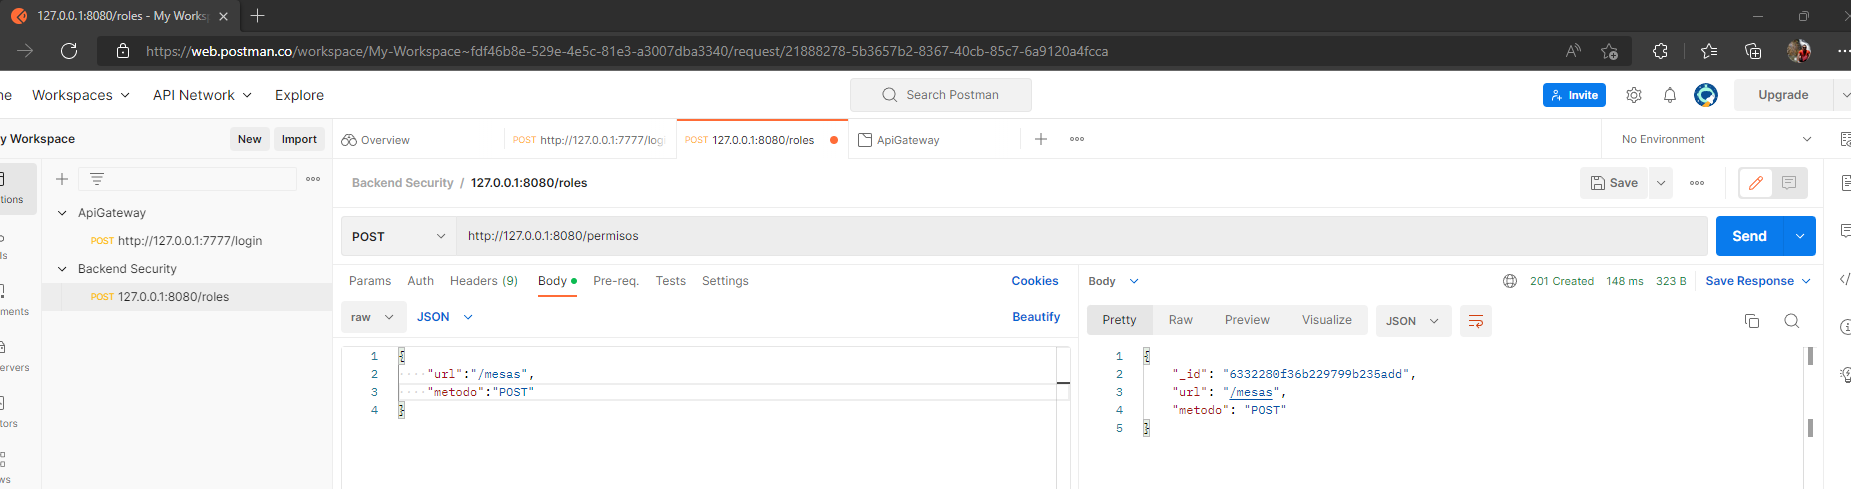 127.0.0.1:8080/roles - My Works
https://web.postman.co/workspace/My-Workspace~fdf46b8e-529e-4e5c-81e3-a3007dba3340/request/21888278-5b3657b2-8367-40cb-85c7-6a9120a4fcca
me Workspaces API Network Explore Search Postman Invite Upgrade
y Workspace New Import Overview POST http://127.0.0.1:7777/log POST 127.0.0.1:8080/roles ApiGateway No Environment
tions
Backend Security / 127.0.0.1:8080/roles Save
ApiGateway
POST http://127.0.0.1:7777/login
POST http://127.0.0.1:8080/permisos Send
Is
Backend Security
Params Auth Headers (9) Body Pre-req. Tests Settings Cookies Body 201 Created 148 ms 323 B Save Response
POST 127.0.0.1:8080/roles
ments
raw JSON Beautify Pretty Raw Preview Visualize JSON
1 {
2 "url":"/mesas",
3 "metodo":"POST"
4 }
1 {
2 "_id": "6332280f36b229799b235add",
3 "url": "/mesas",
4 "metodo": "POST"
5 }
ervers
tors
ws